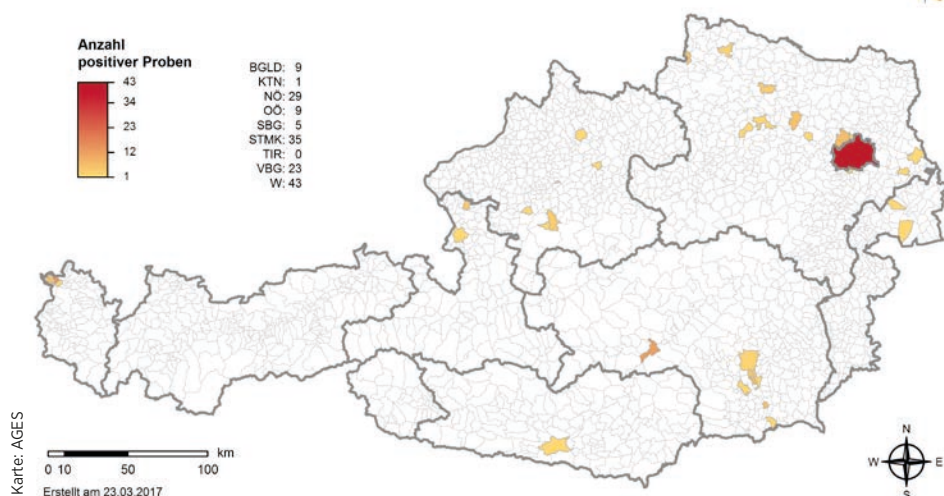 Anzahl
positiver Proben
43
34
23
12
1
BGLD: 9
KTN: 1
NÖ: 29
OÖ: 9
SBG: 5
STMK: 35
TIR: 0
VBG: 23
W: 43
km
0 10 50 100
Erstellt am 23.03.2017
Karte: AGES
N
W E
S